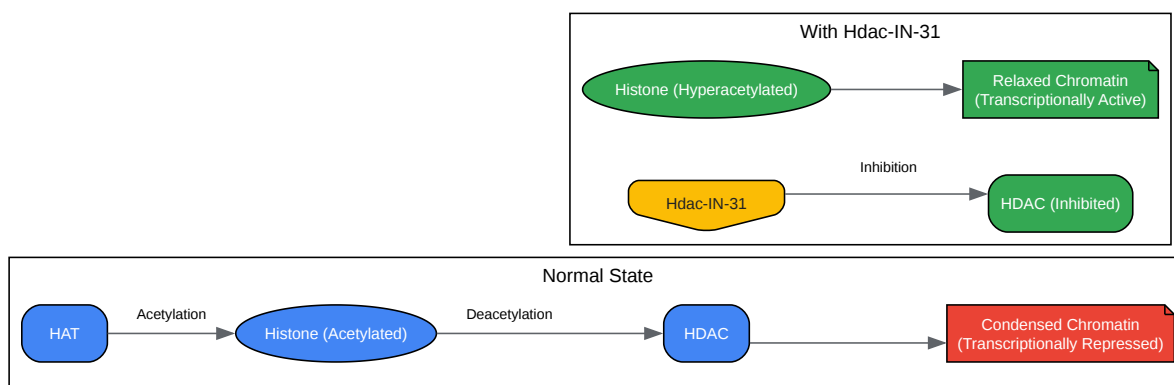 With Hdac-IN-31
Histone (Hyperacetylated)
Relaxed Chromatin
(Transcriptionally Active)
Inhibition
Hdac-IN-31
HDAC (Inhibited)
Normal State
HAT
Acetylation
Histone (Acetylated)
Deacetylation
HDAC
Condensed Chromatin
(Transcriptionally Repressed)